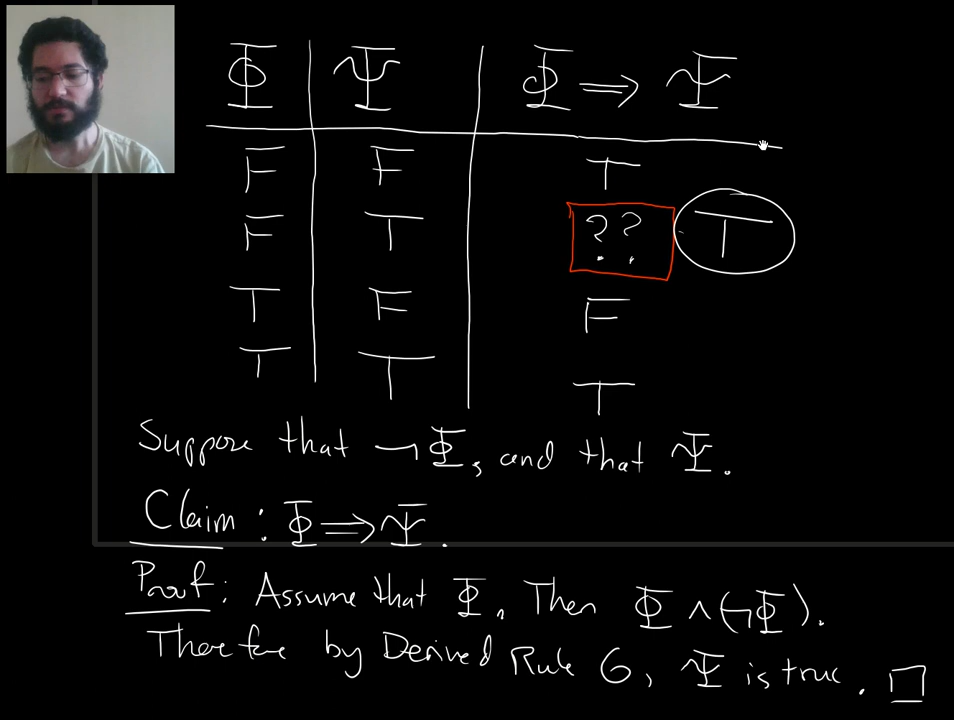 Φ Ψ Φ ⟹ Ψ
F F T
F T ?? T
T F F
T T T
Suppose that ¬Φ, and that Ψ.
Claim: Φ ⟹ Ψ.
Proof: Assume that Φ. Then Φ ∧ (¬Φ).
Therefore by Derived Rule 6, Ψ is true. □